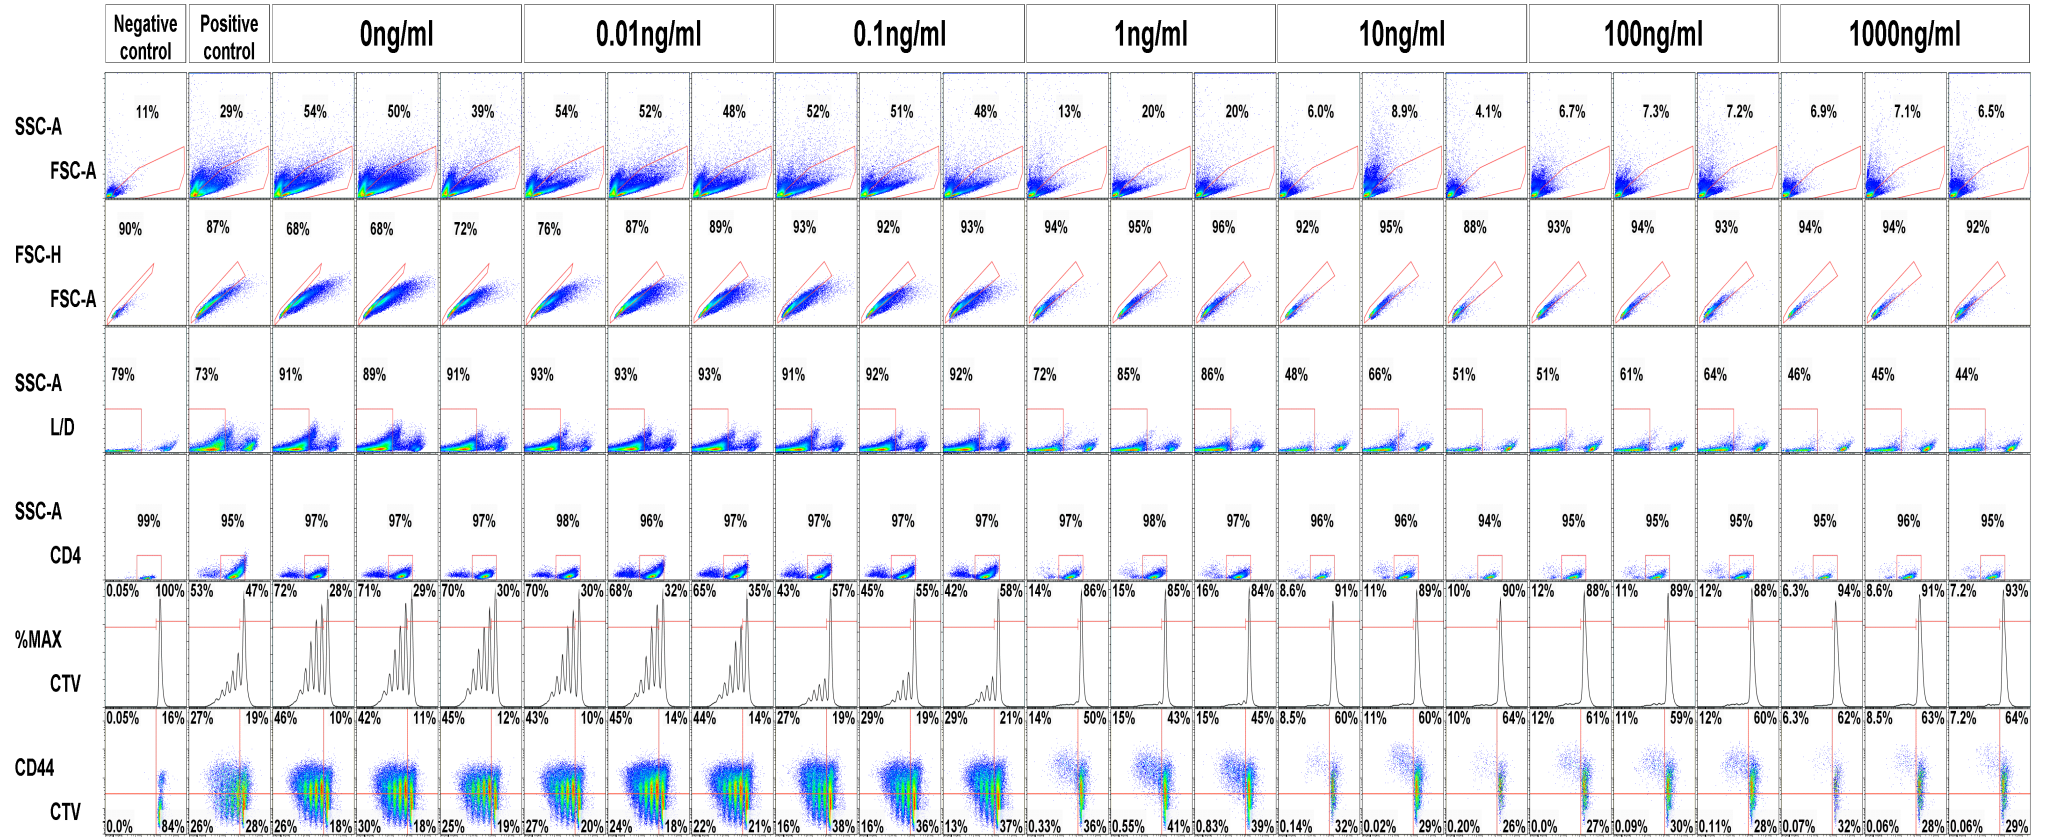 Negative control Positive control 0ng/ml 0.01ng/ml 0.1ng/ml 1ng/ml 10ng/ml 100ng/ml 1000ng/ml
SSC-A
11% 29% 54% 50% 39% 54% 52% 48% 52% 51% 48% 13% 20% 20% 6.0% 8.9% 4.1% 6.7% 7.3% 7.2% 6.9% 7.1% 6.5%
FSC-A
90% 87% 68% 68% 72% 76% 87% 89% 93% 92% 93% 94% 95% 96% 92% 95% 88% 93% 94% 93% 94% 94% 92%
FSC-H
FSC-A
SSC-A
79% 73% 91% 89% 91% 93% 93% 93% 91% 92% 92% 72% 85% 86% 48% 66% 51% 51% 61% 64% 46% 45% 44%
L/D
SSC-A
99% 95% 97% 97% 97% 98% 96% 97% 97% 97% 97% 97% 98% 97% 96% 96% 94% 95% 95% 95% 95% 96% 95%
CD4
0.05% 100% 53% 47% 72% 28% 71% 29% 70% 30% 70% 30% 68% 32% 65% 35% 43% 57% 45% 55% 42% 58% 14% 86% 15% 85% 16% 84% 8.6% 91% 11% 89% 10% 90% 12% 88% 11% 89% 12% 88% 6.3% 94% 8.6% 91% 7.2% 93%
%MAX
CTV
0.05% 16% 27% 19% 46% 10% 42% 11% 45% 12% 43% 10% 45% 14% 44% 14% 27% 19% 29% 19% 29% 21% 14% 50% 15% 43% 15% 45% 8.5% 60% 11% 60% 10% 64% 12% 61% 11% 59% 12% 60% 6.3% 62% 8.5% 63% 7.2% 64%
CD44
CTV
0.0% 84% 26% 28% 26% 18% 30% 18% 25% 19% 27% 20% 24% 18% 22% 21% 16% 38% 16% 36% 13% 37% 0.33% 36% 0.55% 41% 0.83% 39% 0.14% 32% 0.02% 29% 0.20% 26% 0.0% 27% 0.09% 30% 0.11% 28% 0.07% 32% 0.06% 28% 0.06% 29%